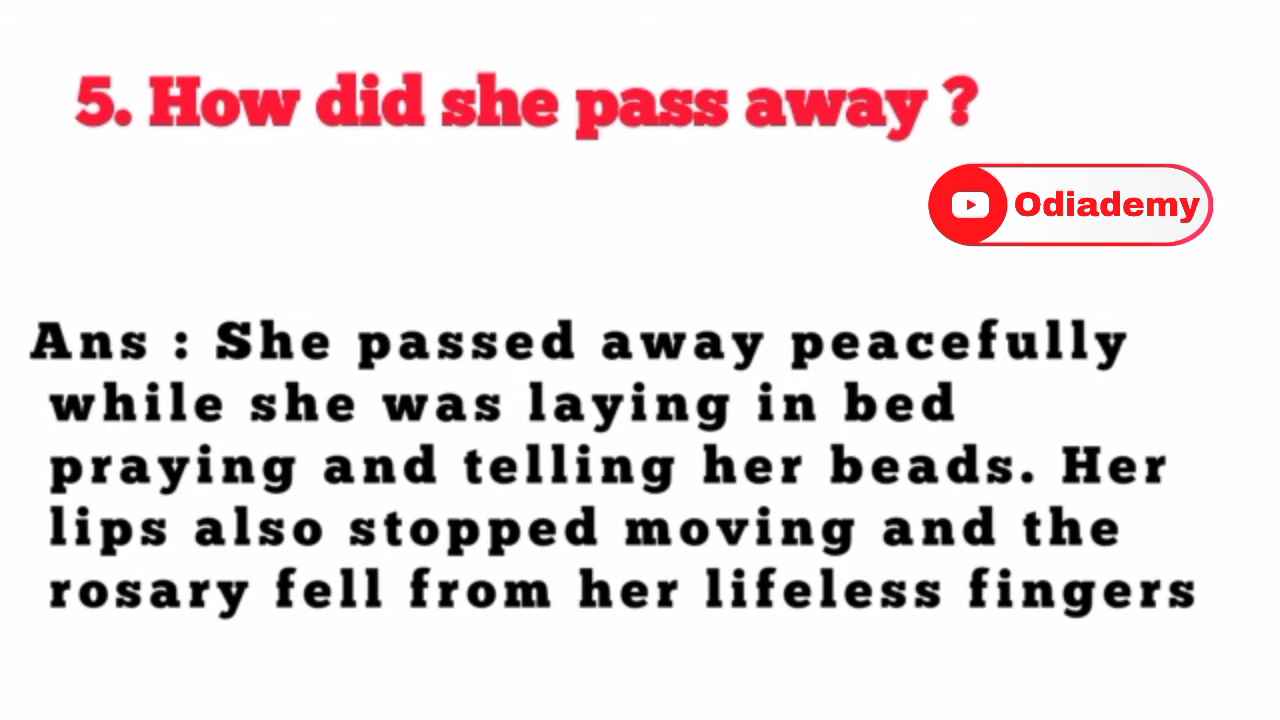 5. How did she pass away ?
Odiademy
Ans : She passed away peacefully
while she was laying in bed
praying and telling her beads. Her
lips also stopped moving and the
rosary fell from her lifeless fingers